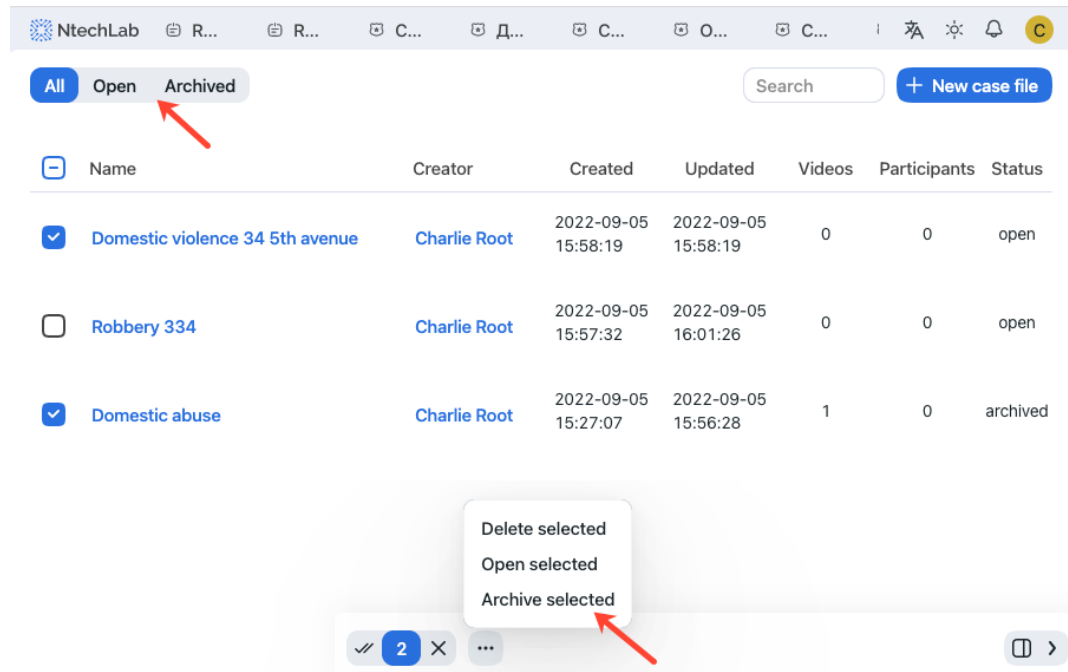 NtechLab R... R... С... Д... С... О... С... C
All Open Archived Search + New case file
Name Creator Created Updated Videos Participants Status
Domestic violence 34 5th avenue Charlie Root 2022-09-05 2022-09-05 0 0 open
15:58:19 15:58:19
Robbery 334 Charlie Root 2022-09-05 2022-09-05 0 0 open
15:57:32 16:01:26
Domestic abuse Charlie Root 2022-09-05 2022-09-05 1 0 archived
15:27:07 15:56:28
Delete selected
Open selected
Archive selected
2